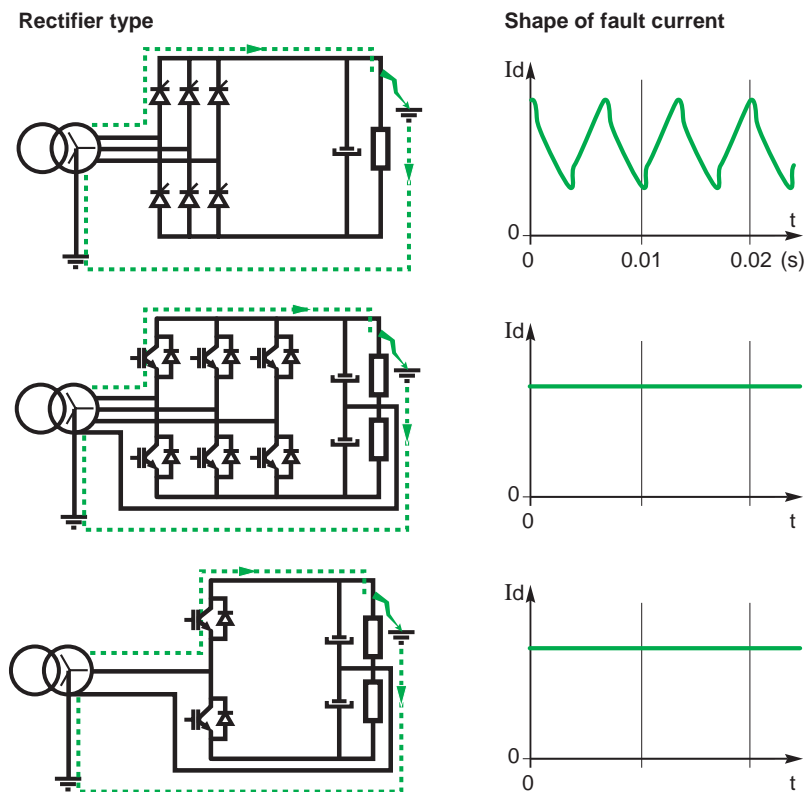 Rectifier type
Shape of fault current
Id
t
0
0 0.01 0.02 (s)
Id
0
0 t
Id
0
0 t